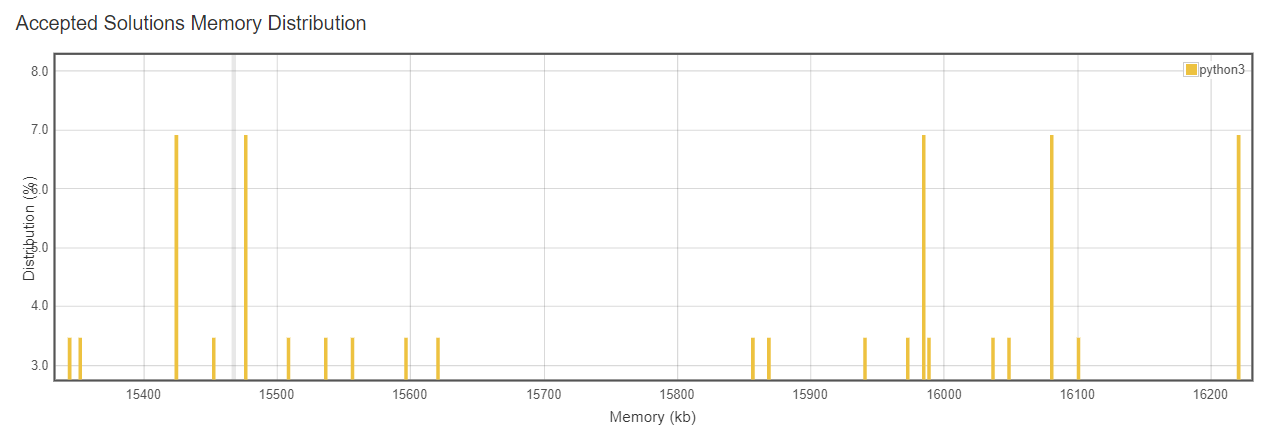 Accepted Solutions Memory Distribution
python3
8.0
7.0
6.0
5.0
4.0
3.0
Distribution (%)
15400 15500 15600 15700 15800 15900 16000 16100 16200
Memory (kb)